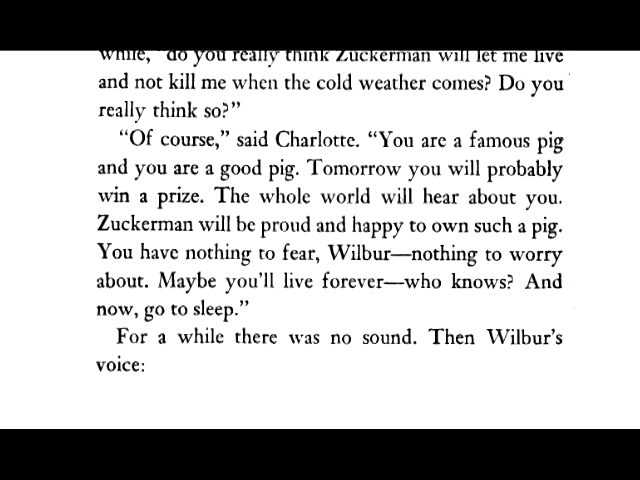 while, "do you really think Zuckerman will let me live
and not kill me when the cold weather comes? Do you
really think so?"
"Of course," said Charlotte. "You are a famous pig
and you are a good pig. Tomorrow you will probably
win a prize. The whole world will hear about you.
Zuckerman will be proud and happy to own such a pig.
You have nothing to fear, Wilbur—nothing to worry
about. Maybe you'll live forever—who knows? And
now, go to sleep."
For a while there was no sound. Then Wilbur's
voice: